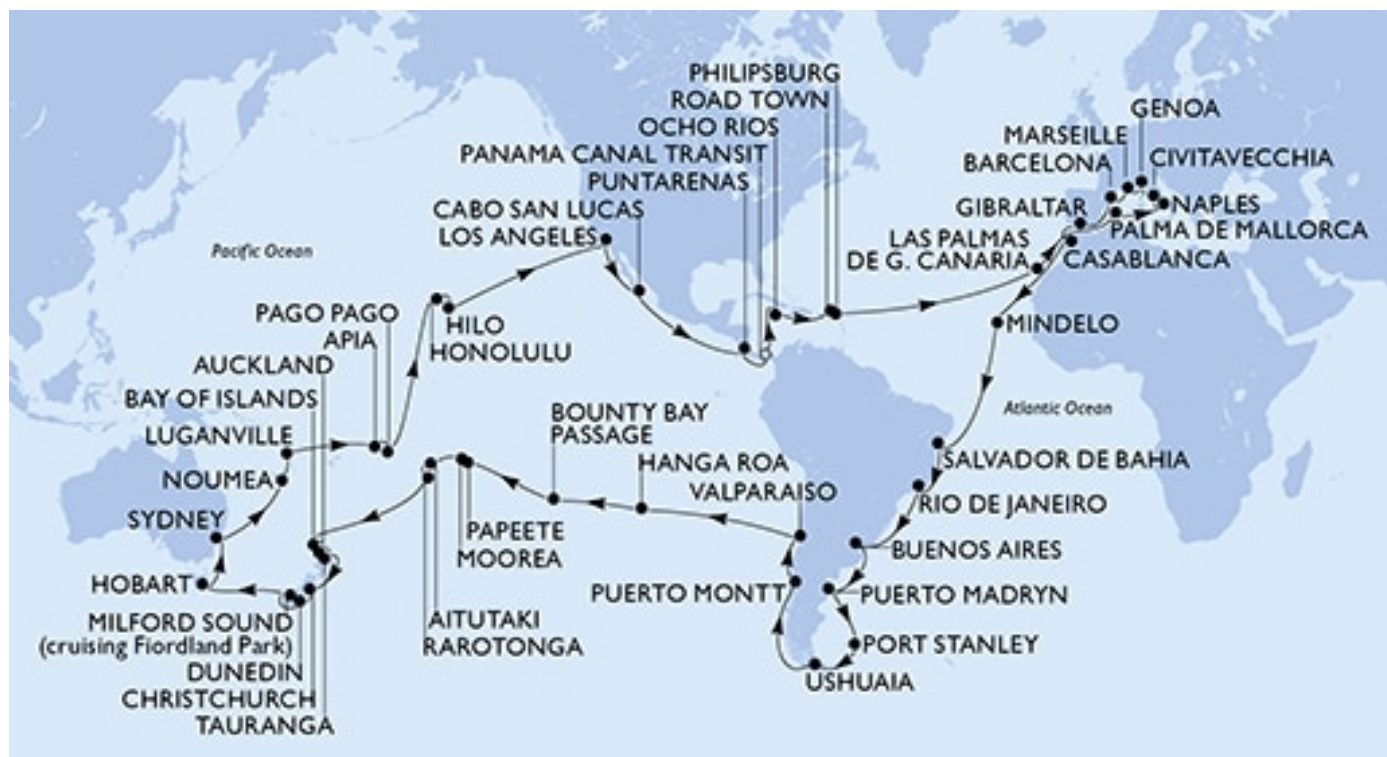 PHILIPSBURG
ROAD TOWN
OCHO RIOS
PANAMA CANAL TRANSIT
PUNTARENAS
CABO SAN LUCAS
LOS ANGELES
GENOA
MARSEILLE
BARCELONA
CIVITAVECCHIA
GIBRALTAR
NAPLES
PALMA DE MALLORCA
LAS PALMAS
DE G. CANARIA
CASABLANCA
Pacific Ocean
PAGO PAGO
APIA
HILO
HONOLULU
MINDELO
AUCKLAND
BAY OF ISLANDS
LUGANVILLE
NOUMEA
SYDNEY
HOBART
BOUNTY BAY
PASSAGE
HANGA ROA
VALPARAISO
Atlantic Ocean
SALVADOR DE BAHIA
RIO DE JANEIRO
BUENOS AIRES
PAPEETE
MOOREA
PUERTO MONTT
PUERTO MADRYN
MILFORD SOUND
(cruising Fiordland Park)
DUNEDIN
CHRISTCHURCH
TAURANGA
AITUTAKI
RAROTONGA
PORT STANLEY
USHUAIA